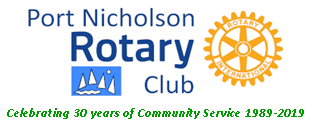 Port Nicholson
Rotary
Club
ROTARY
INTERNATIONAL
Celebrating 30 years of Community Service 1989-2019